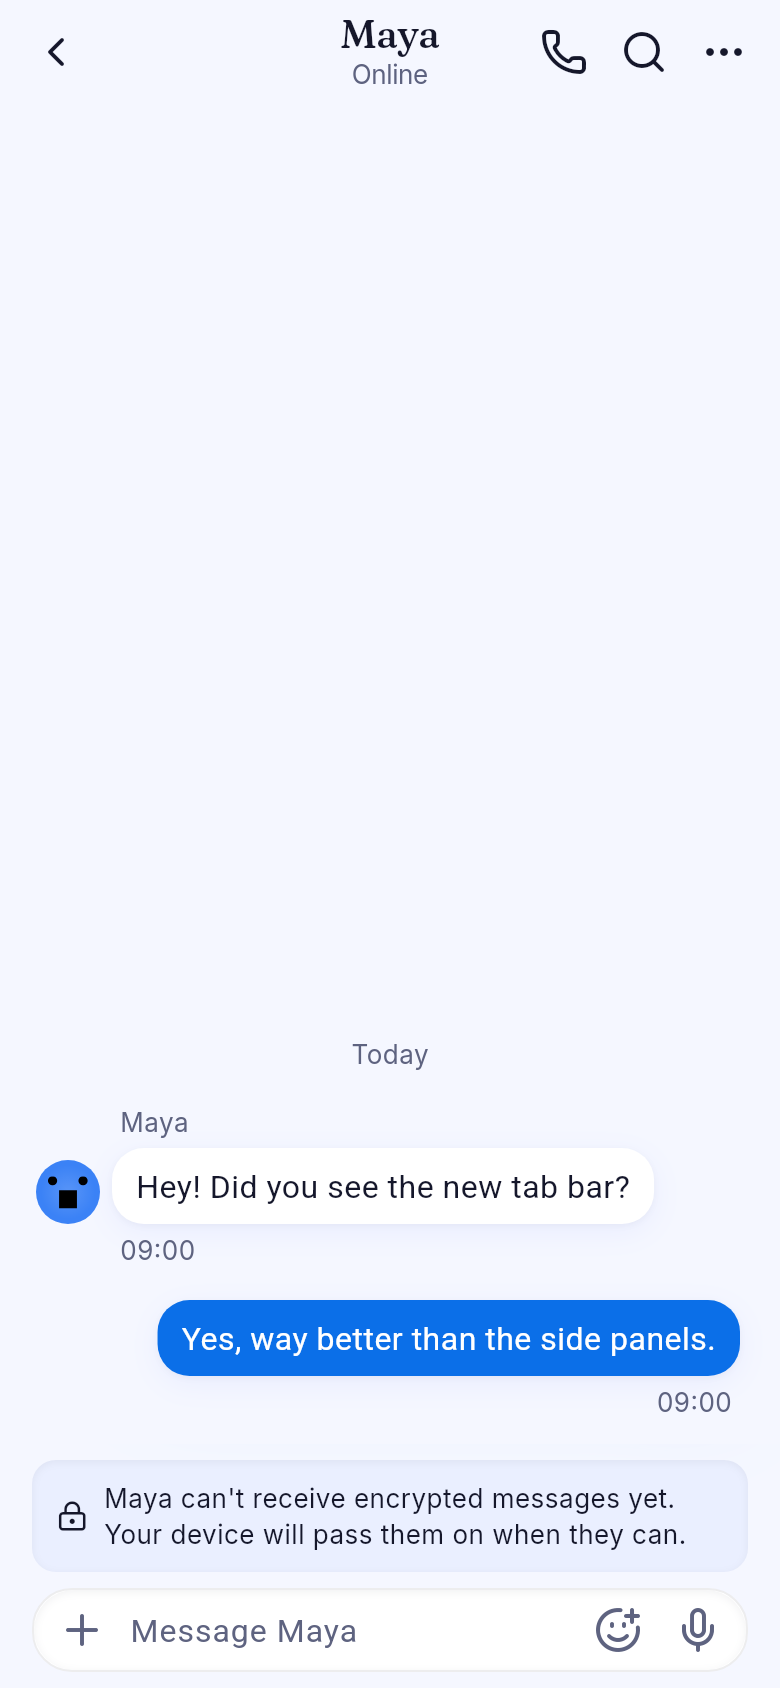 Maya
Online
Today
Maya
Hey! Did you see the new tab bar?
09:00
Yes, way better than the side panels.
09:00
Maya can't receive encrypted messages yet.
Your device will pass them on when they can.
Message Maya